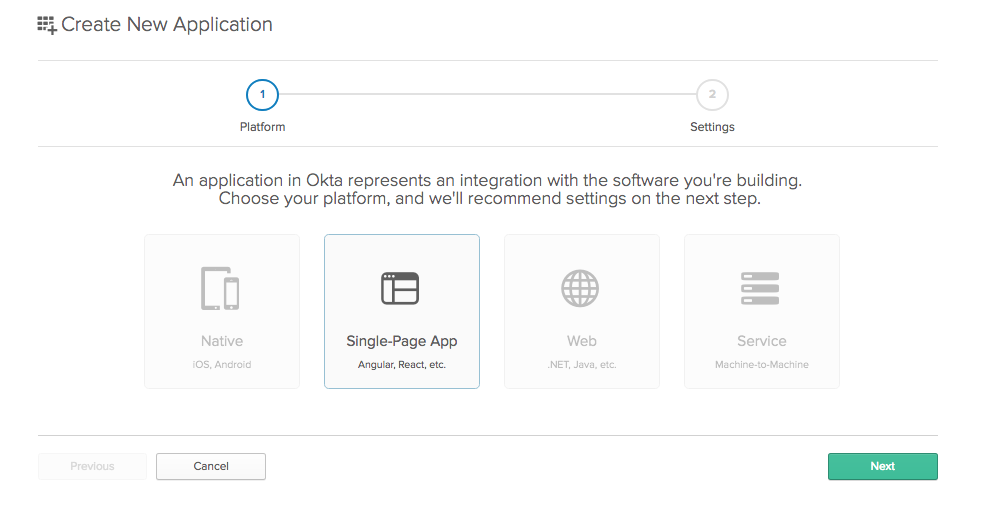 Create New Application
1
2
Platform
Settings
An application in Okta represents an integration with the software you're building.
Choose your platform, and we'll recommend settings on the next step.
Native
iOS, Android
Single-Page App
Angular, React, etc.
Web
.NET, Java, etc.
Service
Machine-to-Machine
Previous
Cancel
Next